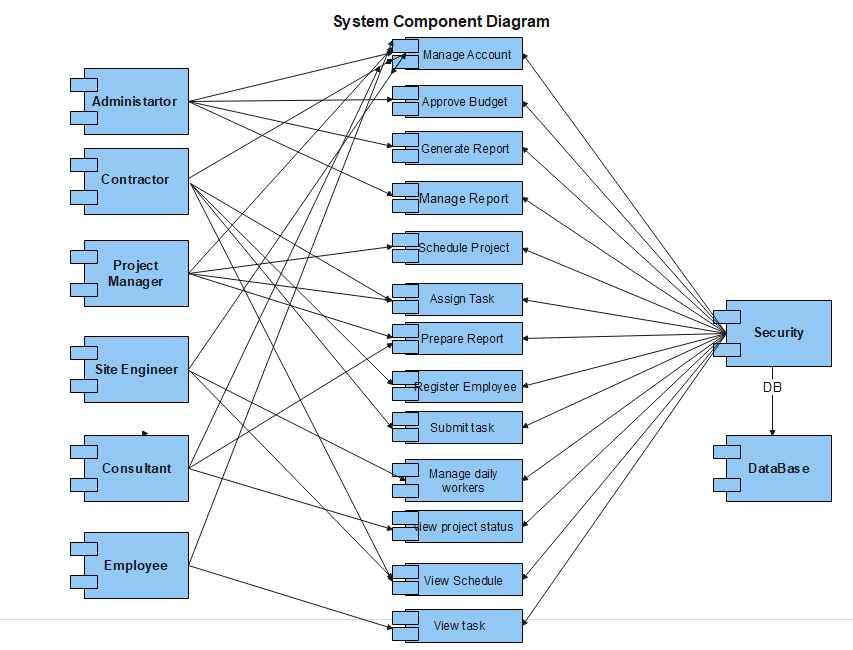 System Component Diagram
Administartor
Contractor
Project
Manager
Site Engineer
Consultant
Employee
Manage Account
Approve Budget
Generate Report
Manage Report
Schedule Project
Assign Task
Prepare Report
Register Employee
Submit task
Manage daily
workers
view project status
View Schedule
View task
Security
DB
DataBase